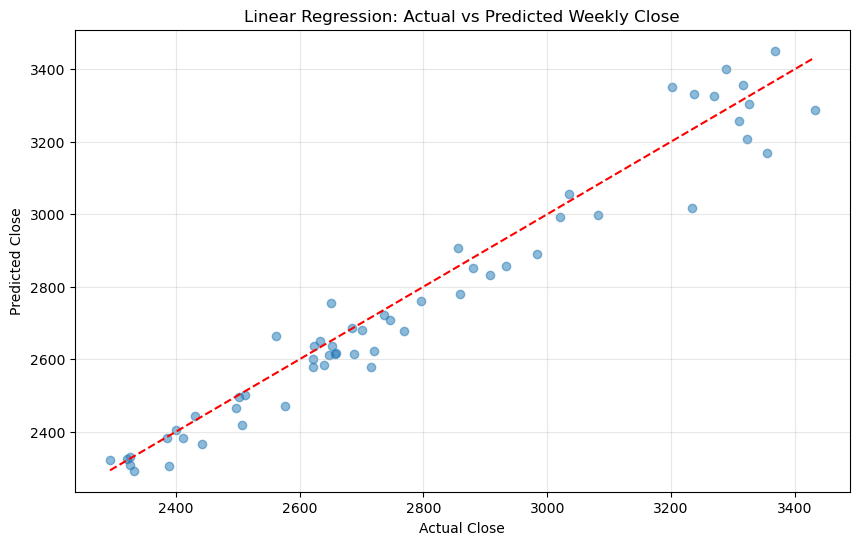 Linear Regression: Actual vs Predicted Weekly Close
Predicted Close
3400
3200
3000
2800
2600
2400
2400 2600 2800 3000 3200 3400
Actual Close